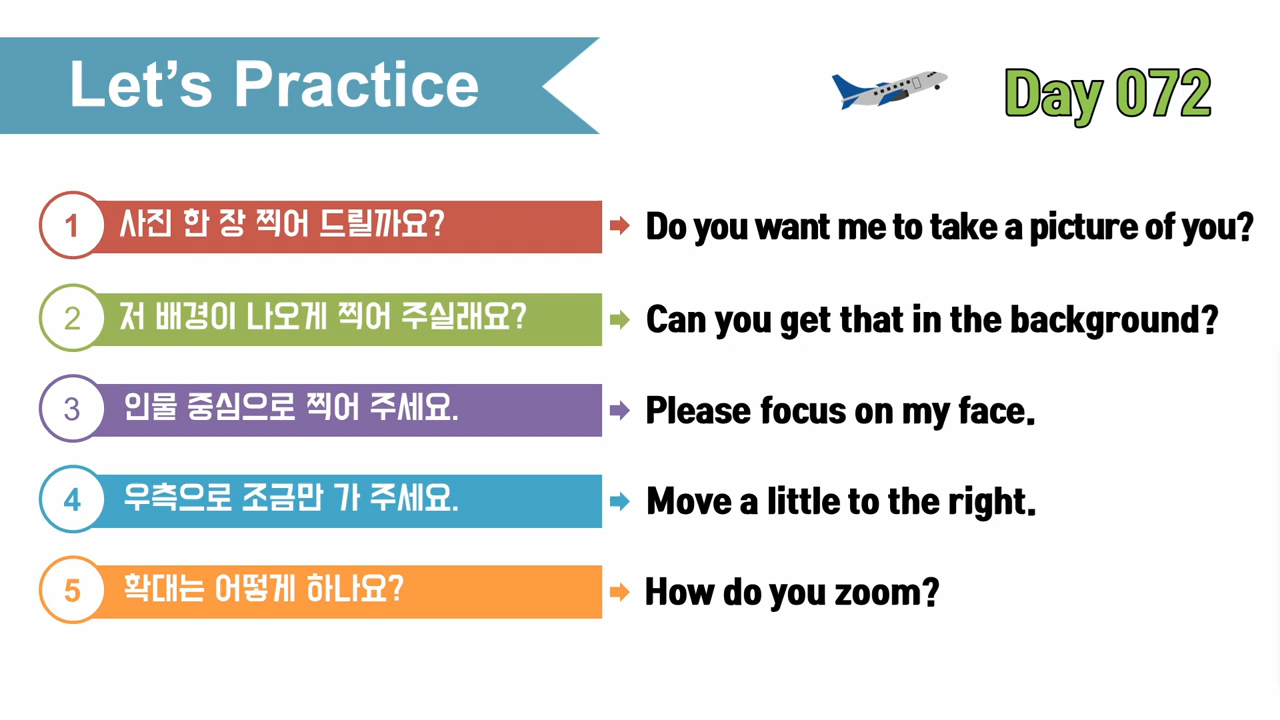 Let's Practice
Day 072
1 사진 한 장 찍어 드릴까요? Do you want me to take a picture of you?
2 저 배경이 나오게 찍어 주실래요? Can you get that in the background?
3 인물 중심으로 찍어 주세요. Please focus on my face.
4 우측으로 조금만 가 주세요. Move a little to the right.
5 확대는 어떻게 하나요? How do you zoom?